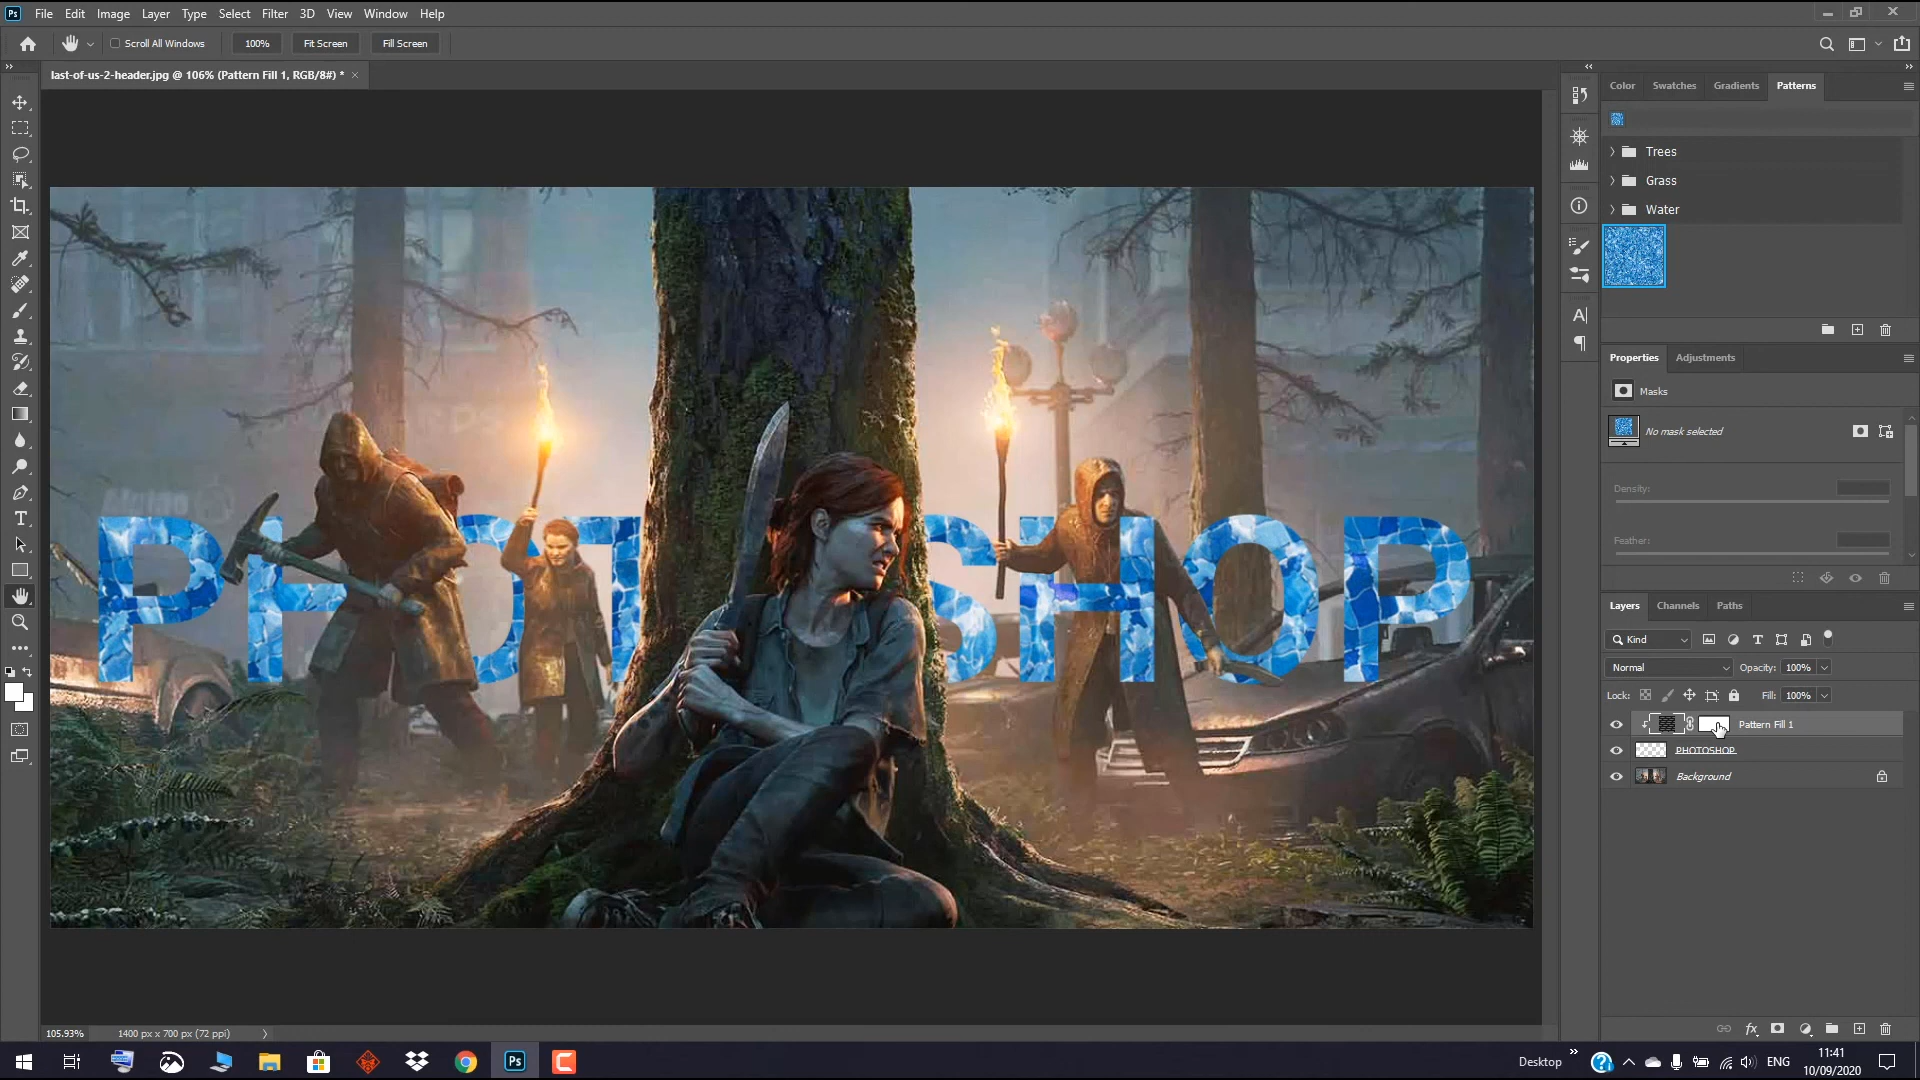 Ps File Edit Image Layer Type Select Filter 3D View Window Help
Scroll All Windows 100% Fit Screen Fill Screen
last-of-us-2-header.jpg @ 106% (Pattern Fill 1, RGB/8#) *
Color Swatches Gradients Patterns
Trees
Grass
Water
Properties Adjustments
Masks
No mask selected
Density:
Feather:
PHOTOSHOP
Layers Channels Paths
Kind
Normal Opacity: 100%
Lock: Fill: 100%
Pattern Fill 1
PHOTOSHOP
Background
105.93% 1400 px x 700 px (72 ppi)
Ps Desktop ENG 11:41
10/09/2020